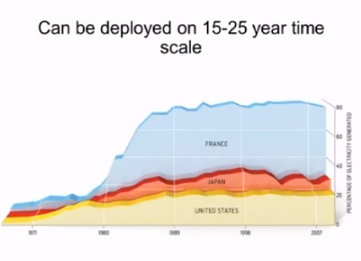 Can be deployed on 15-25 year time
scale
80
FRANCE
60
JAPAN
20
UNITED STATES
PERCENTAGE OF ELECTRICITY GENERATED
1971
1980
1989
1998
2007